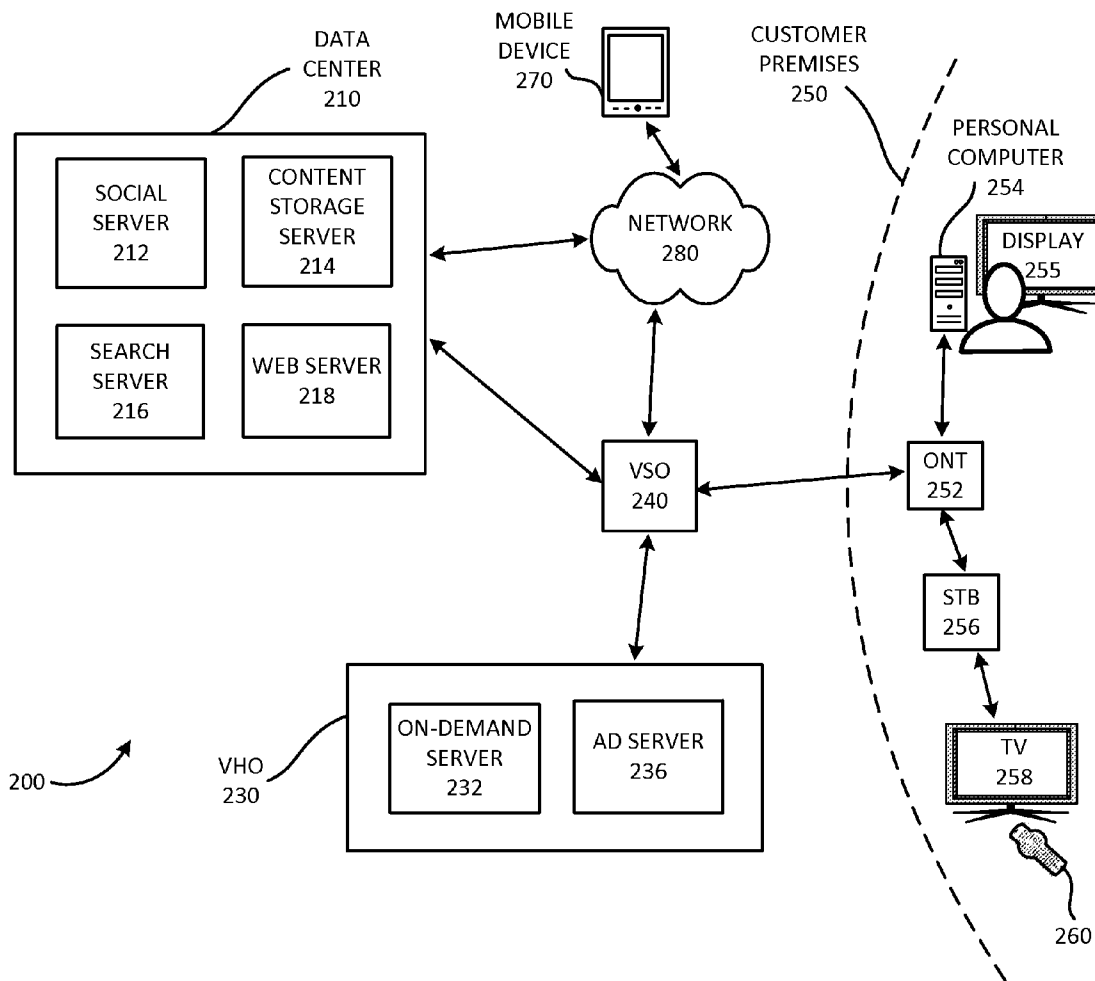 DATA
CENTER
210
MOBILE
DEVICE
270
CUSTOMER
PREMISES
250
PERSONAL
COMPUTER
254
SOCIAL
SERVER
212
CONTENT
STORAGE
SERVER
214
NETWORK
280
DISPLAY
255
SEARCH
SERVER
216
WEB SERVER
218
VSO
240
ONT
252
STB
256
ON-DEMAND
SERVER
232
AD SERVER
236
VHO
230
200
TV
258
260